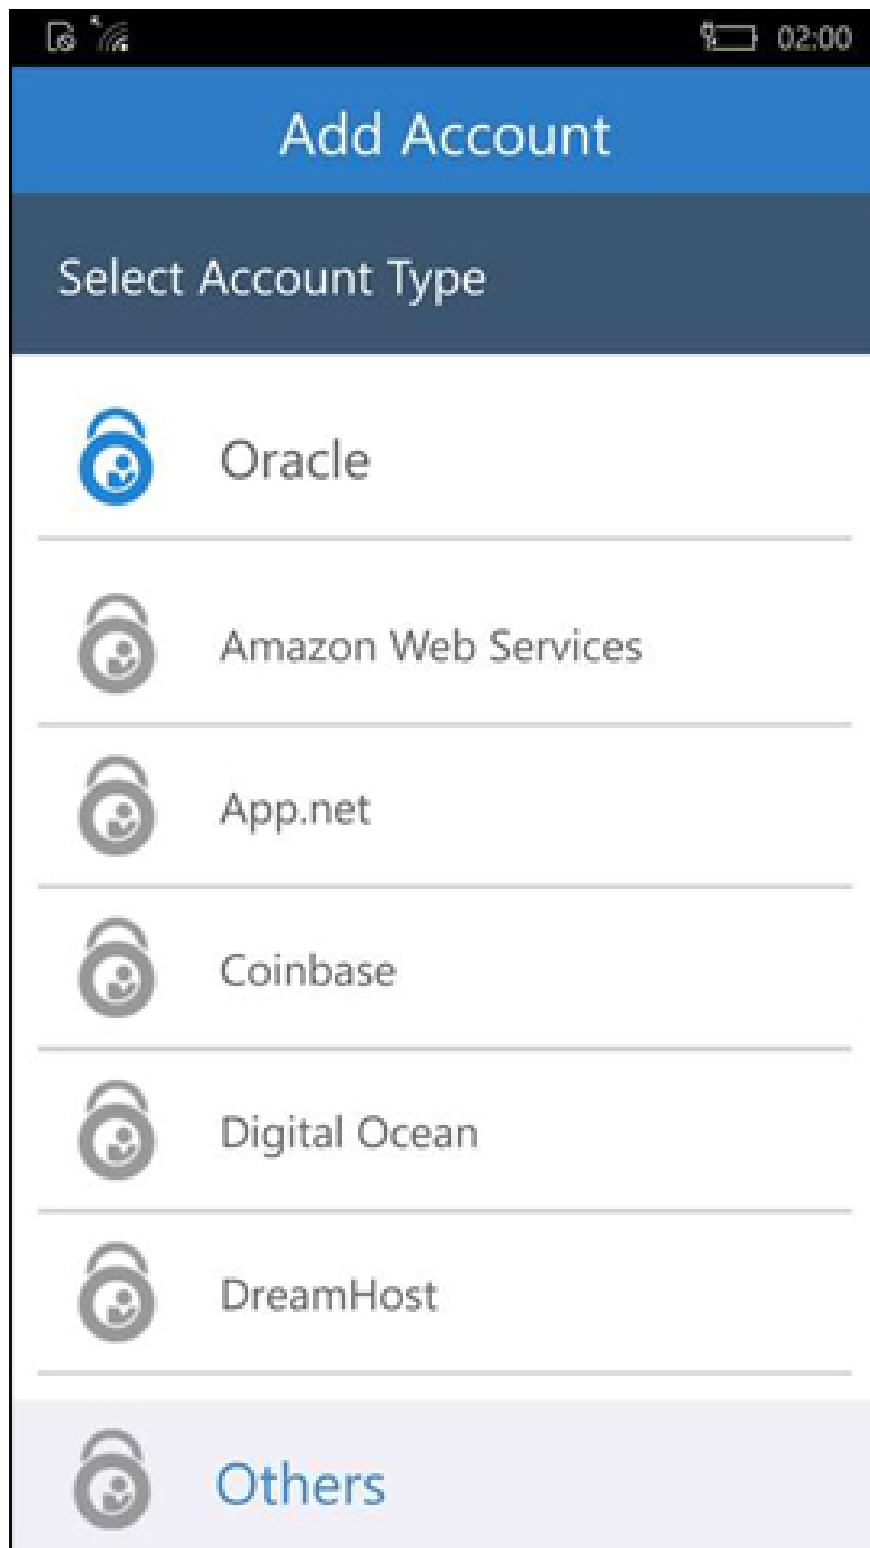 02:00
Add Account
Select Account Type
Oracle
Amazon Web Services
App.net
Coinbase
Digital Ocean
DreamHost
Others